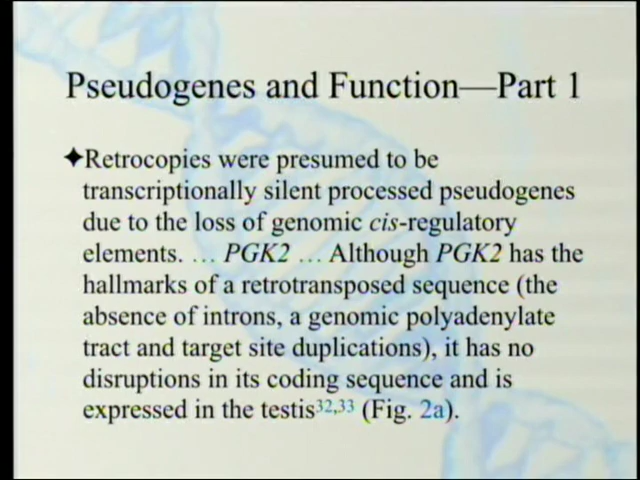 Pseudogenes and Function—Part 1
✦Retrocopies were presumed to be
transcriptionally silent processed pseudogenes
due to the loss of genomic cis-regulatory
elements. … PGK2 … Although PGK2 has the
hallmarks of a retrotransposed sequence (the
absence of introns, a genomic polyadenylate
tract and target site duplications), it has no
disruptions in its coding sequence and is
expressed in the testis32,33 (Fig. 2a).